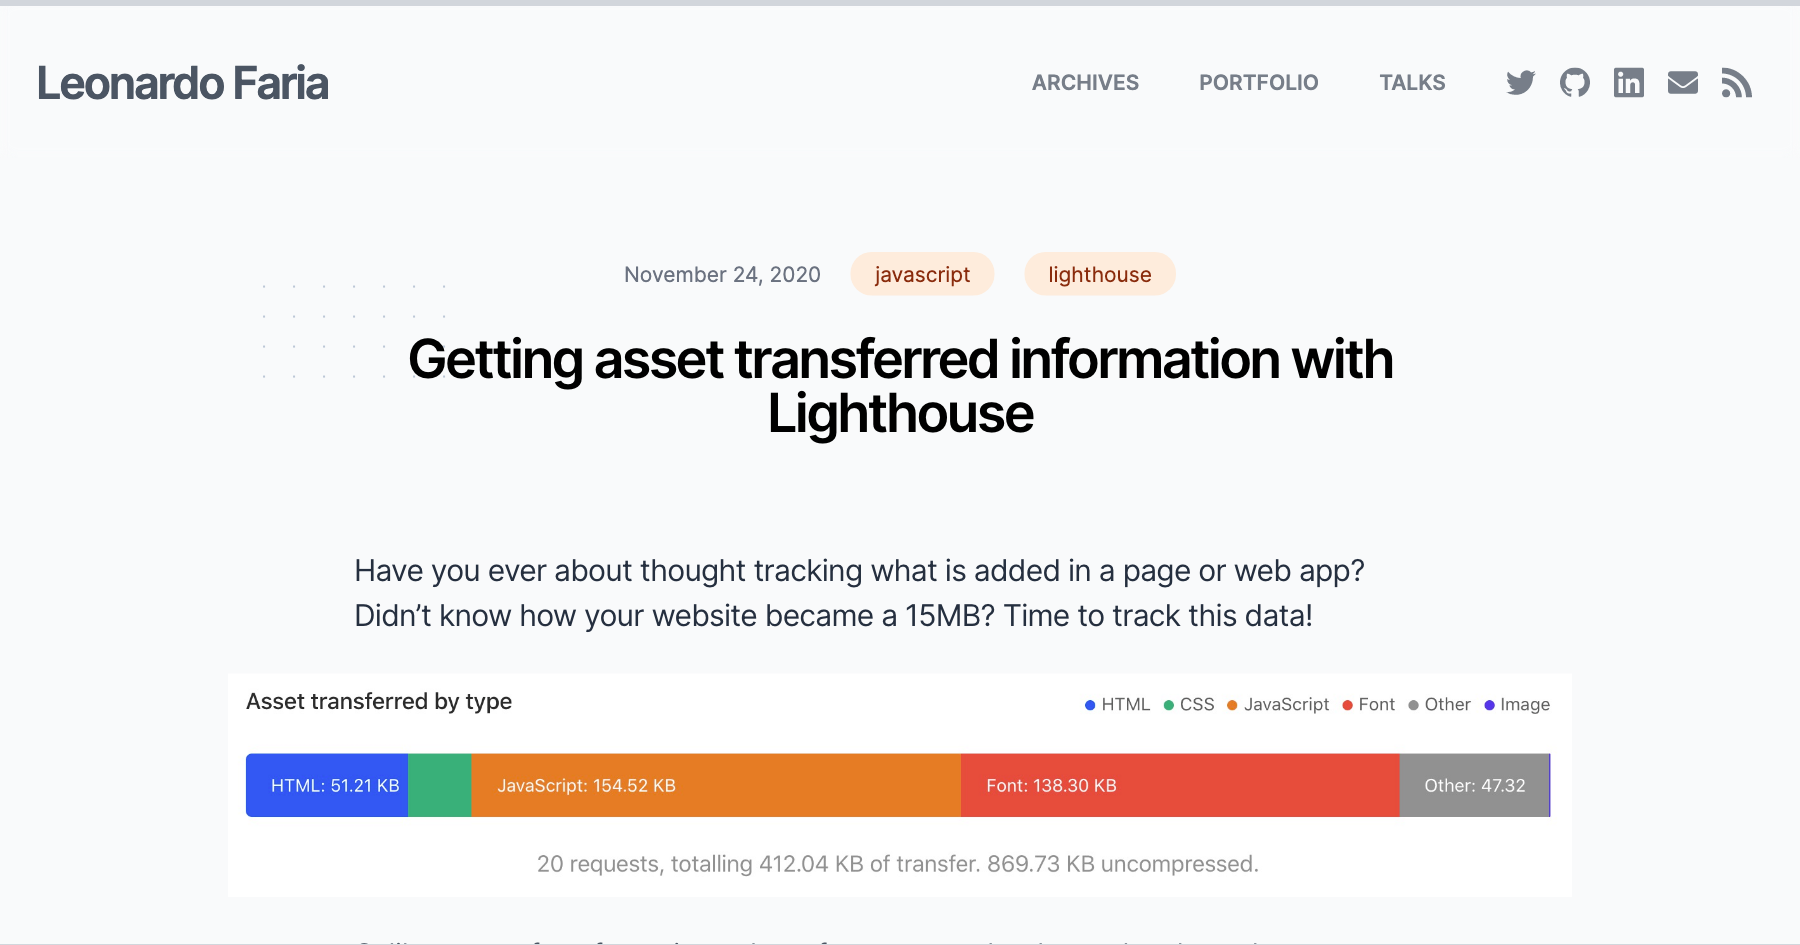 Leonardo Faria
ARCHIVES PORTFOLIO TALKS
November 24, 2020 javascript lighthouse
Getting asset transferred information with
Lighthouse
Have you ever about thought tracking what is added in a page or web app?
Didn’t know how your website became a 15MB? Time to track this data!
Asset transferred by type
HTML CSS JavaScript Font Other Image
HTML: 51.21 KB JavaScript: 154.52 KB Font: 138.30 KB Other: 47.32
20 requests, totalling 412.04 KB of transfer. 869.73 KB uncompressed.